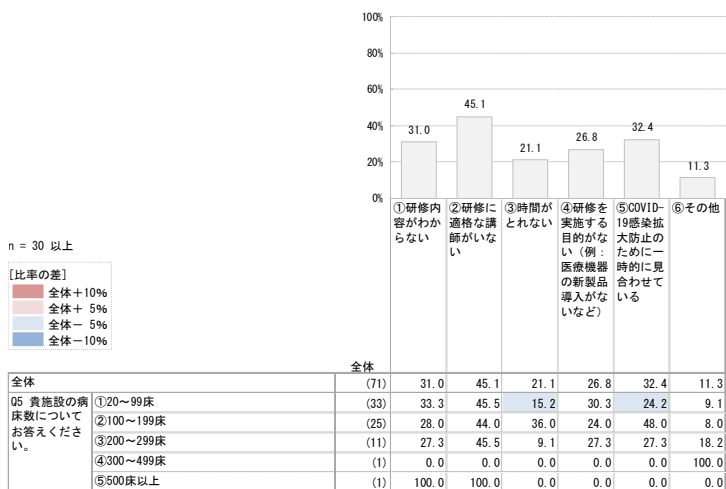 100%
80%
60%
40%
20%
0%
31.0
45.1
21.1
26.8
32.4
11.3
①研修内
容がわか
らない
②研修に
適格な講
師がいな
い
③時間が
とれない
④研修を
実施する
目的がな
い（例：
医療機器
の新製品
導入がな
いなど）
⑤COVID-
19感染拡
大防止の
ために一
時的に見
合わせて
いる
⑥その他
n = 30 以上
[比率の差]
全体＋10%
全体＋ 5%
全体－ 5%
全体－10%
全体
全体 (71) 31.0 45.1 21.1 26.8 32.4 11.3
Q5 貴施設の病
床数について
お答えくださ
い。
①20～99床 (33) 33.3 45.5 15.2 30.3 24.2 9.1
②100～199床 (25) 28.0 44.0 36.0 24.0 48.0 8.0
③200～299床 (11) 27.3 45.5 9.1 27.3 27.3 18.2
④300～499床 (1) 0.0 0.0 0.0 0.0 0.0 100.0
⑤500床以上 (1) 100.0 100.0 0.0 0.0 0.0 0.0